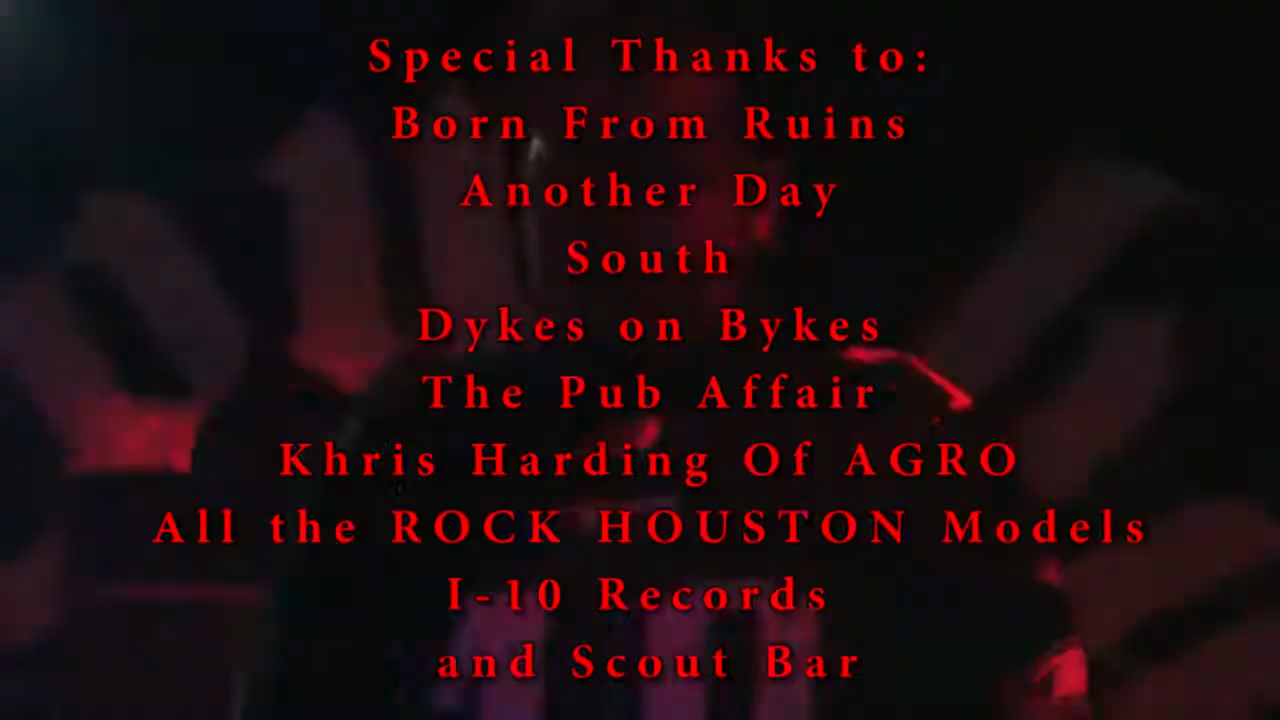 Special Thanks to:
Born From Ruins
Another Day
South
Dykes on Bykes
The Pub Affair
Khris Harding Of AGRO
All the ROCK HOUSTON Models
I-10 Records
and Scout Bar